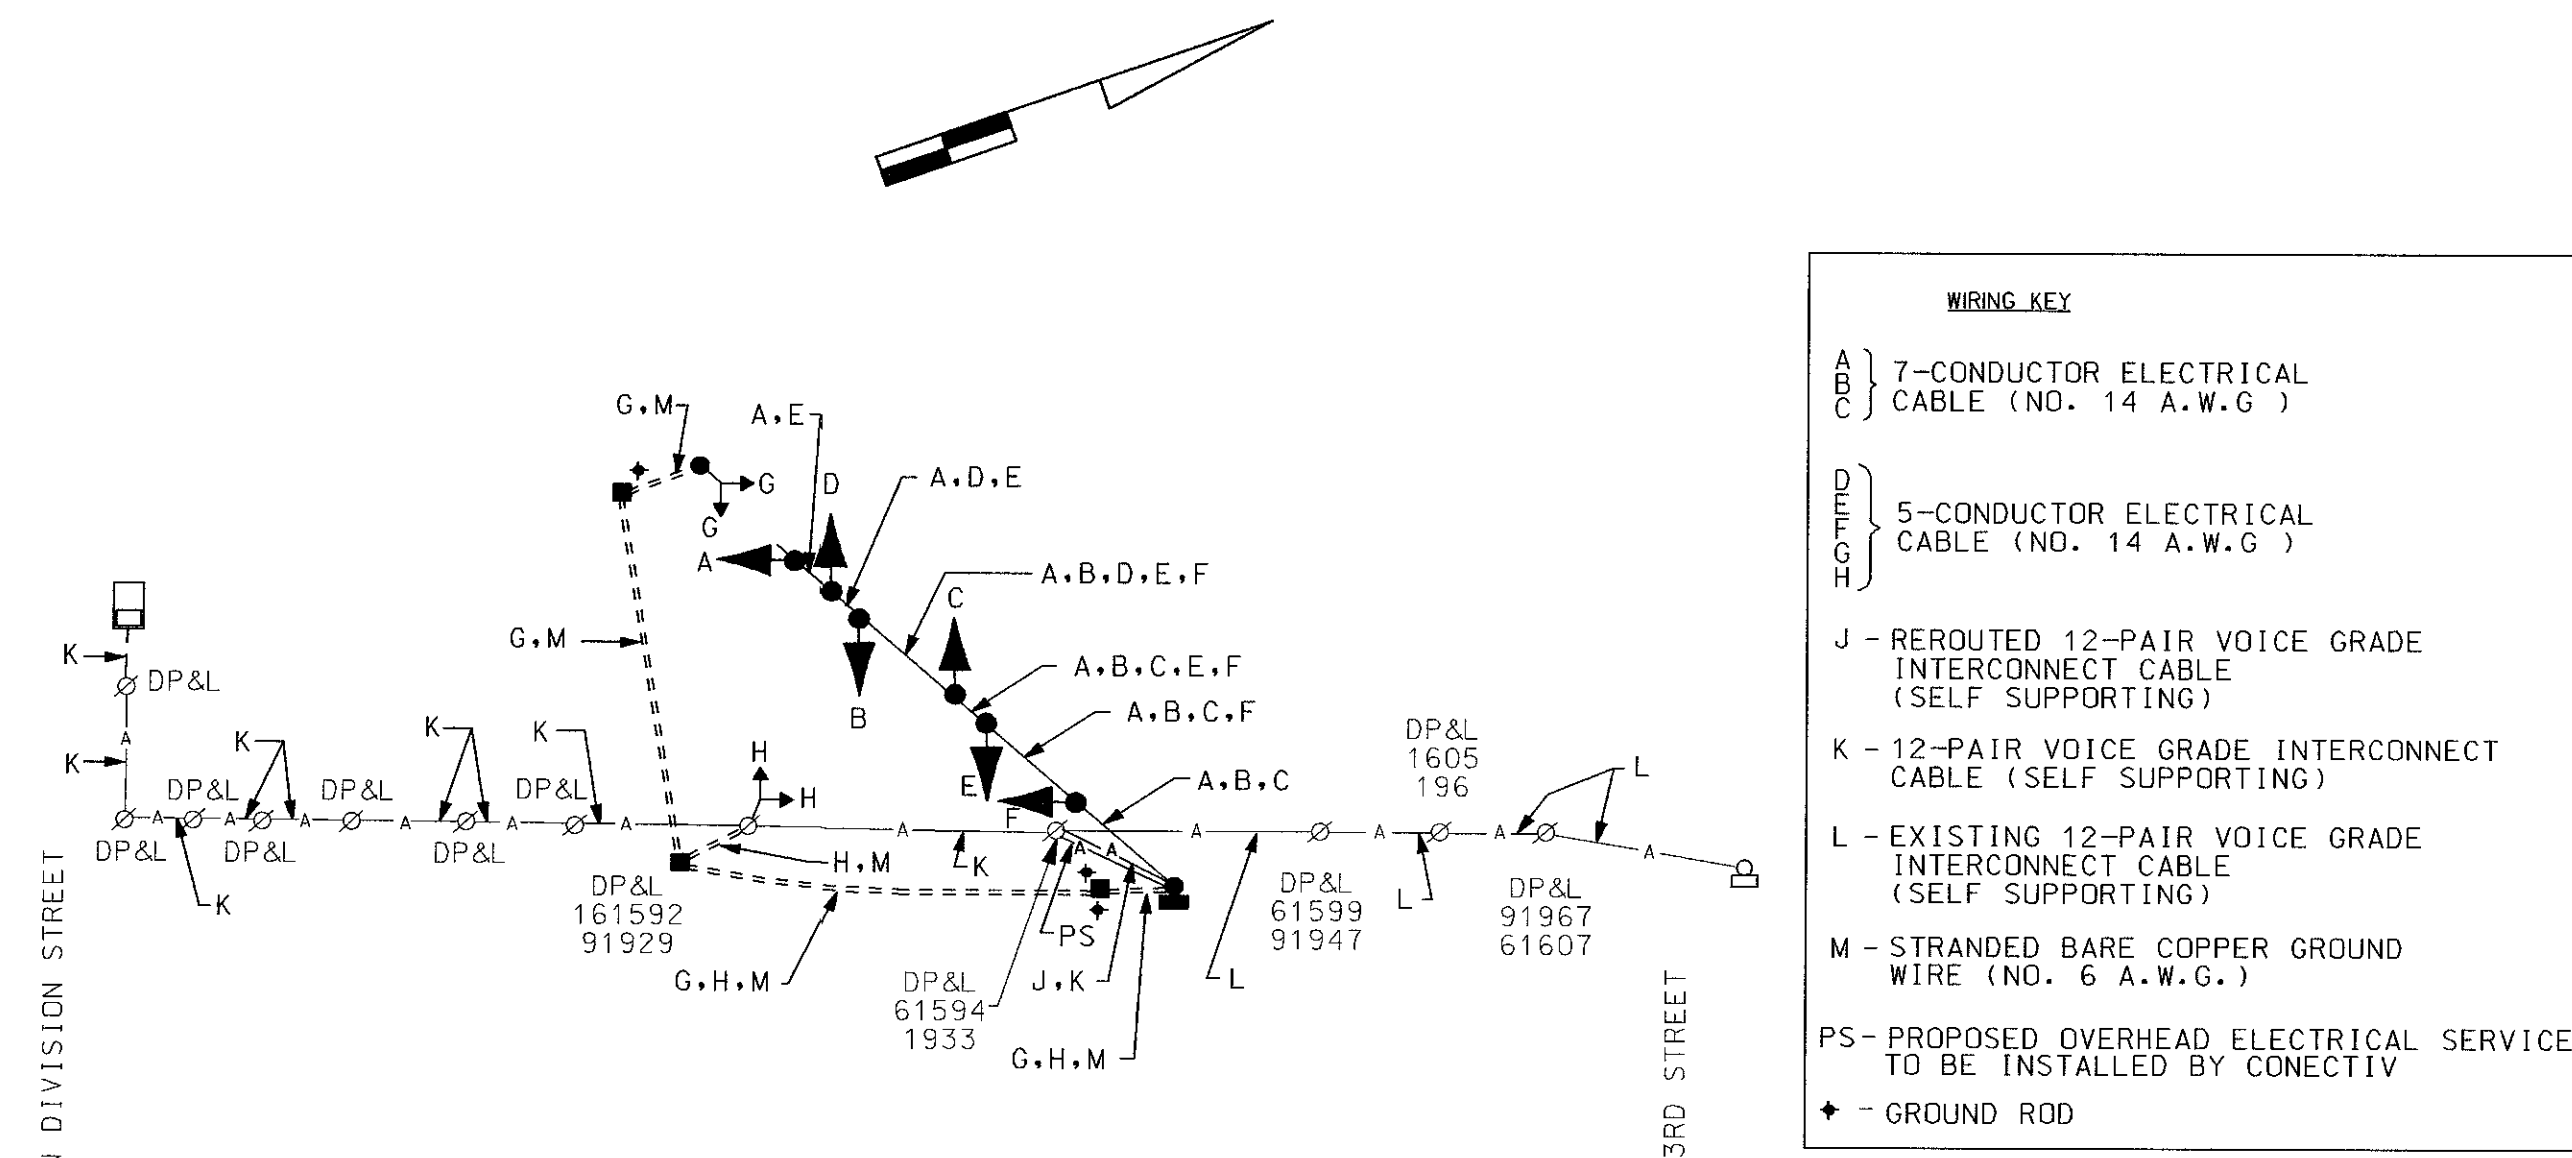 WIRING KEY
A
B
C
7-CONDUCTOR ELECTRICAL
CABLE (NO. 14 A.W.G )
D
E
F
G
H
5-CONDUCTOR ELECTRICAL
CABLE (NO. 14 A.W.G )
J - REROUTED 12-PAIR VOICE GRADE
INTERCONNECT CABLE
(SELF SUPPORTING)
K - 12-PAIR VOICE GRADE INTERCONNECT
CABLE (SELF SUPPORTING)
L - EXISTING 12-PAIR VOICE GRADE
INTERCONNECT CABLE
(SELF SUPPORTING)
M - STRANDED BARE COPPER GROUND
WIRE (NO. 6 A.W.G.)
PS- PROPOSED OVERHEAD ELECTRICAL SERVICE
TO BE INSTALLED BY CONECTIV
- GROUND ROD
G,M
A,E
A,D,E
D
G
G
A
A,B,D,E,F
C
G,M
K
A,B,C,E,F
DP&L
B
A,B,C,F
K
K
K
A
H
DP&L
1605
196
K
L
E
A,B,C
H
F
DP&L
DP&L
DP&L
A
A
A
A
A
A
A
A
A
A
A
DP&L
DP&L
DP&L
A
A
H,M
K
K
L
DP&L
161592
91929
PS
DP&L
61599
91947
DP&L
91967
61607
G,H,M
DP&L
61594
1933
J,K
L
G,H,M
DIVISION STREET
3RD STREET